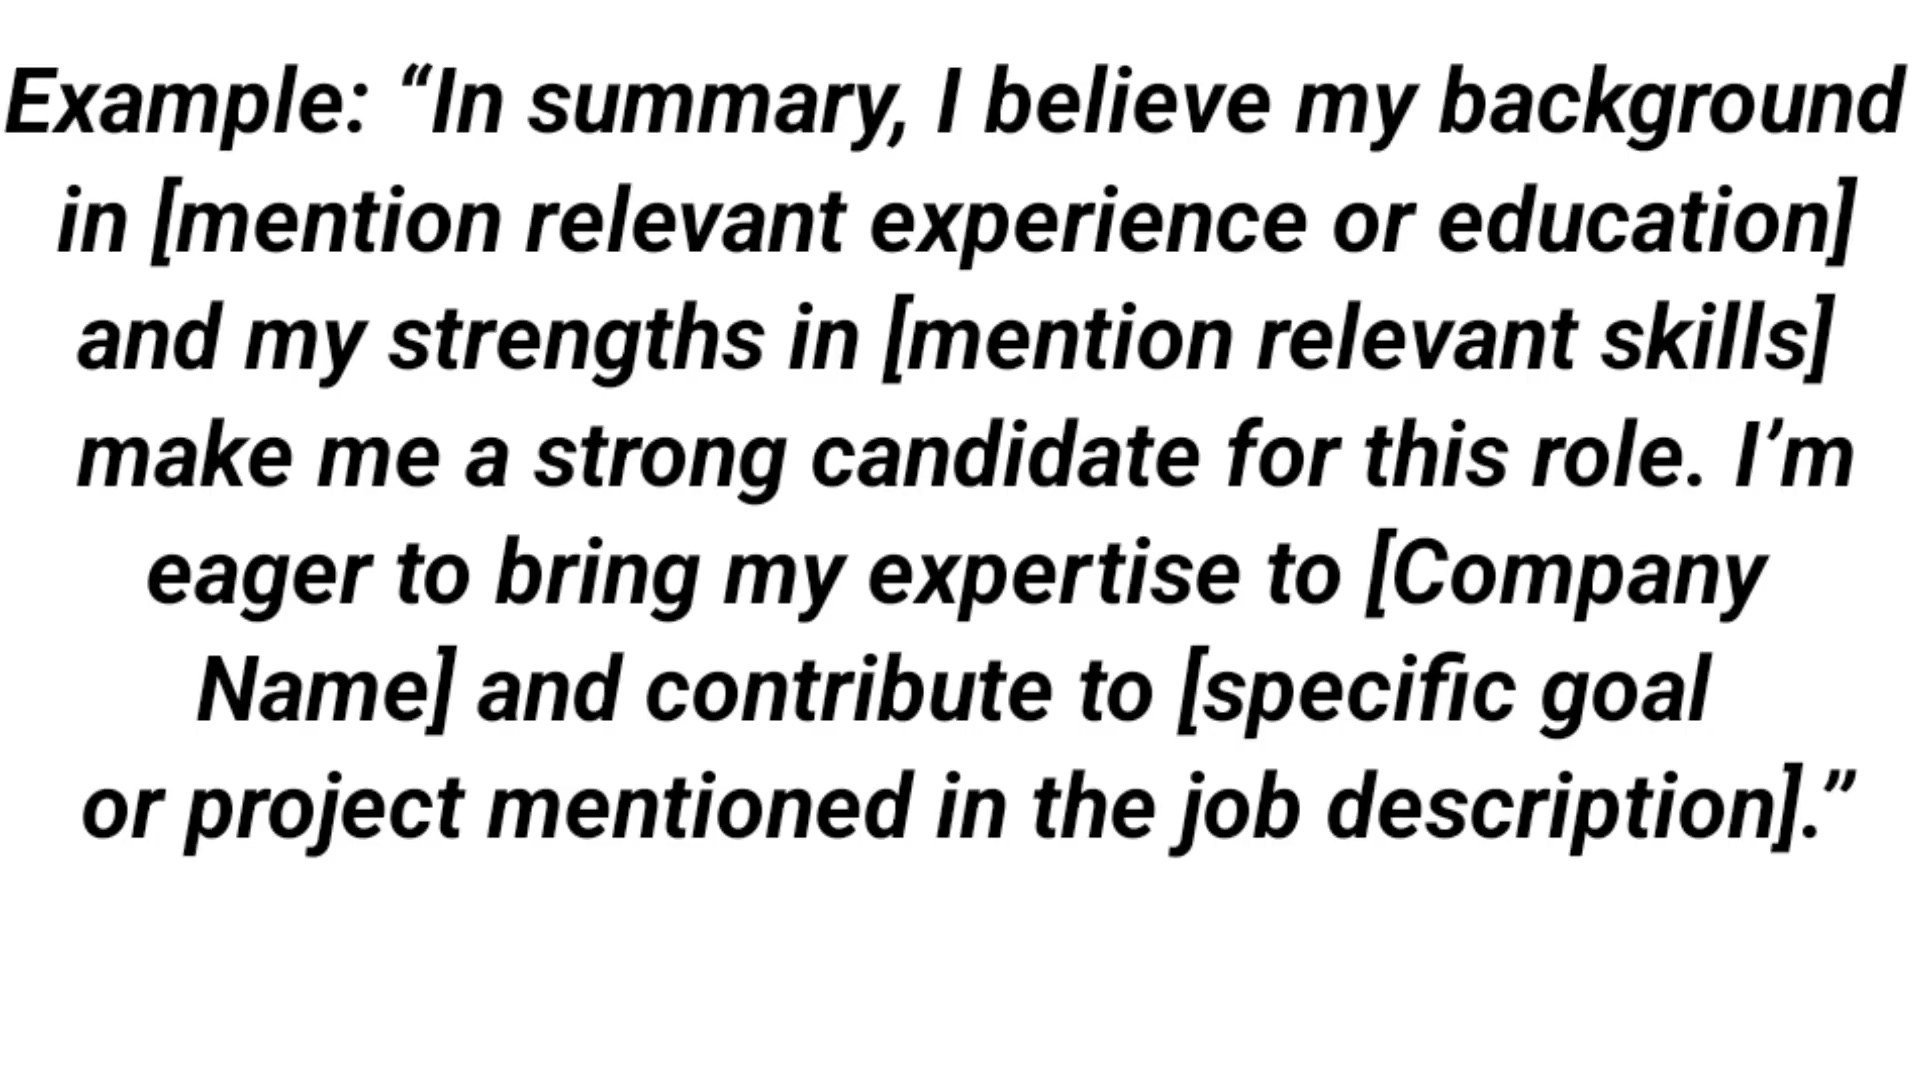 Example: “In summary, I believe my background
in [mention relevant experience or education]
and my strengths in [mention relevant skills]
make me a strong candidate for this role. I’m
eager to bring my expertise to [Company
Name] and contribute to [specific goal
or project mentioned in the job description].”